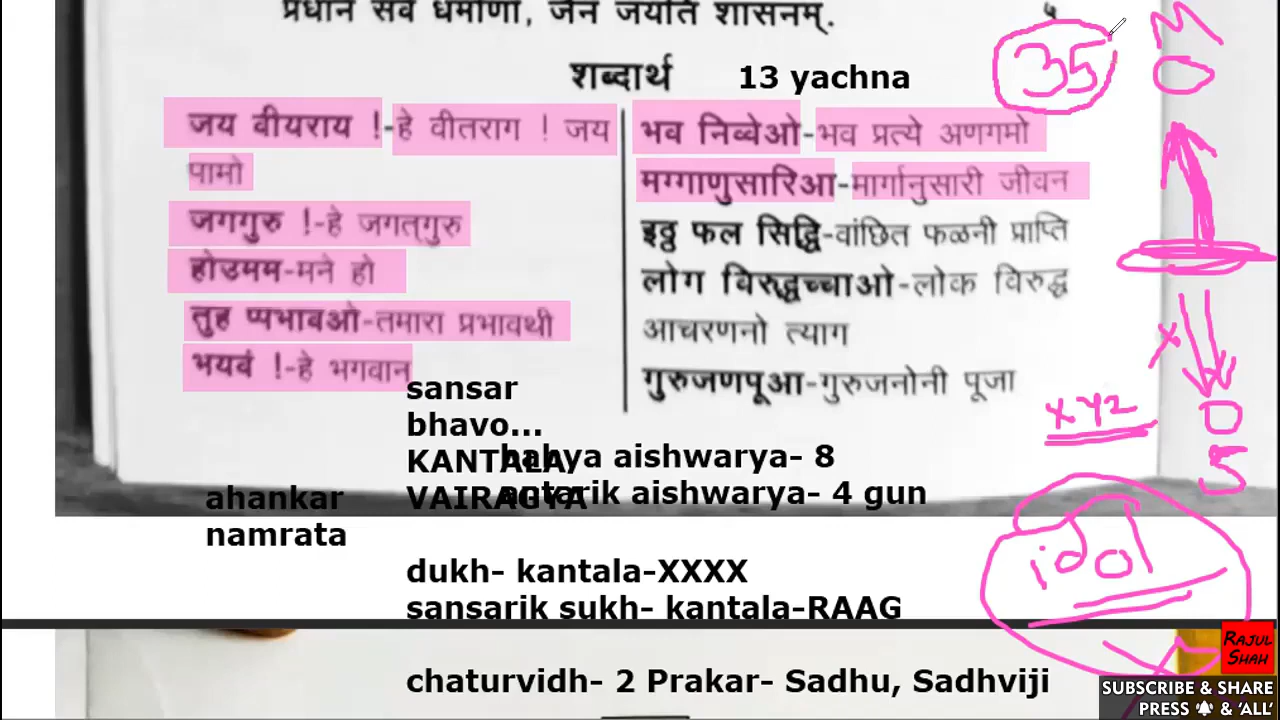 प्रधानं सर्व धर्माणां, जैनं जयति शासनम्. ५
शब्दार्थ 13 yachna
35
जय वीयराय !-हे वीतराग ! जय
पामो
जगगुरु !-हे जगत्गुरु
होउमम-मने हो
तुह प्पभावओ-तमारा प्रभावथी
भयवं !-हे भगवान
भव निव्वेओ-भव प्रत्ये अणगमो
मग्गाणुसारिआ-मार्गानुसारी जीवन
इठ्ठ फल सिद्धि-वांछित फळनी प्राप्ति
लोग विरुद्धच्चाओ-लोक विरुद्ध
आचरणनो त्याग
गुरुजणपूआ-गुरुजनोनी पूजा
sansar
bhavo...
KANTALA,
VAIRAGYA
bahya aishwarya- 8
antarik aishwarya- 4 gun
ahankar
namrata
dukh- kantala-XXXX
sansarik sukh- kantala-RAAG
chaturvidh- 2 Prakar- Sadhu, Sadhviji
X Y Z
idol
RAJUL
SHAH
SUBSCRIBE & SHARE
PRESS & 'ALL'